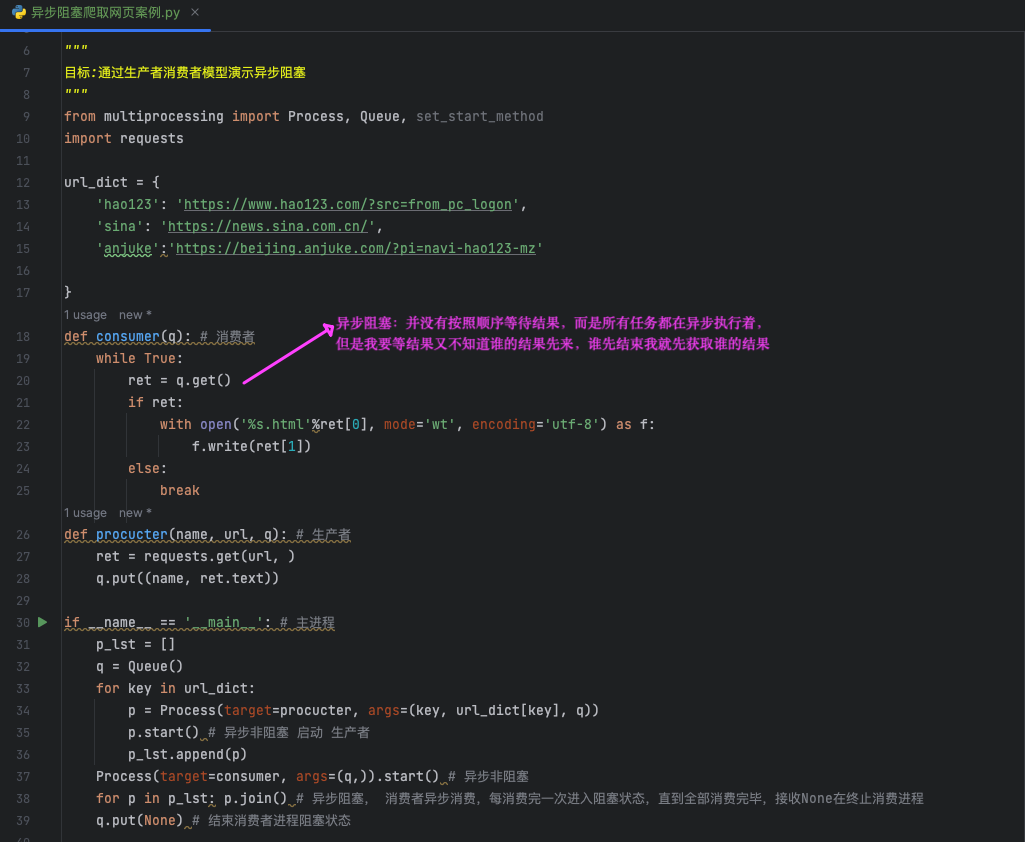 异步阻塞爬取网页案例.py ×
6 """
7 目标:通过生产者消费者模型演示异步阻塞
8 """
9 from multiprocessing import Process, Queue, set_start_method
10 import requests
11
12 url_dict = {
13 'hao123': 'https://www.hao123.com/?src=from_pc_logon',
14 'sina': 'https://news.sina.com.cn/',
15 'anjuke':'https://beijing.anjuke.com/?pi=navi-hao123-mz'
16
17 }
1 usage new *
异步阻塞：并没有按照顺序等待结果，而是所有任务都在异步执行着，
18 def consumer(q): # 消费者
但是我要等结果又不知道谁的结果先来，谁先结束我就先获取谁的结果
19 while True:
20 ret = q.get()
21 if ret:
22 with open('%s.html'%ret[0], mode='wt', encoding='utf-8') as f:
23 f.write(ret[1])
24 else:
25 break
1 usage new *
26 def procucter(name, url, q): # 生产者
27 ret = requests.get(url, )
28 q.put((name, ret.text))
29
30 if __name__ == '__main__': # 主进程
31 p_lst = []
32 q = Queue()
33 for key in url_dict:
34 p = Process(target=procucter, args=(key, url_dict[key], q))
35 p.start() # 异步非阻塞 启动 生产者
36 p_lst.append(p)
37 Process(target=consumer, args=(q,)).start() # 异步非阻塞
38 for p in p_lst: p.join() # 异步阻塞， 消费者异步消费，每消费完一次进入阻塞状态，直到全部消费完毕，接收None在终止消费进程
39 q.put(None) # 结束消费者进程阻塞状态